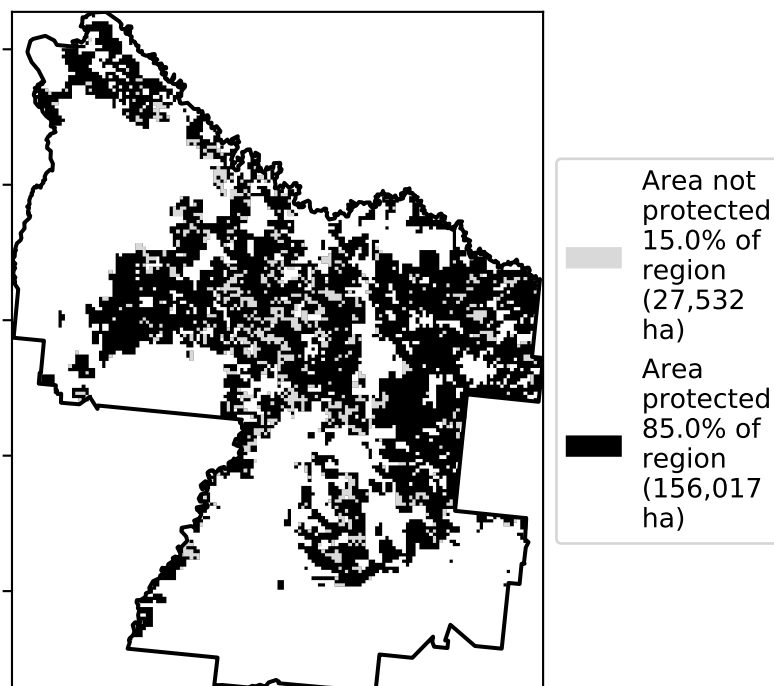 Area not
protected
15.0% of
region
(27,532
ha)
Area
protected
85.0% of
region
(156,017
ha)